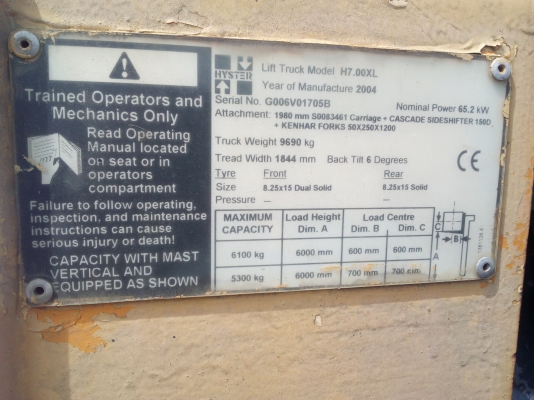 Trained Operators and
Mechanics Only
Read Operating
Manual located
on seat or in
operators
compartment
Failure to follow operating,
inspection, and maintenance
instructions can cause
serious injury or death!
CAPACITY WITH MAST
VERTICAL AND
EQUIPPED AS SHOWN
HYSTER
Lift Truck Model H7.00XL
Year of Manufacture 2004
Serial No. G006V01705B
Nominal Power 65.2 kW
Attachment: 1980 mm S0083461 Carriage + CASCADE SIDESHIFTER 150D
+ KENHAR FORKS 50X250X1200
Truck Weight 9690 kg
Tread Width 1844 mm Back Tilt 6 Degrees
CE
Tyre Front Rear
Size 8.25x15 Dual Solid 8.25x15 Solid
Pressure — —
MAXIMUM CAPACITY Load Height Dim. A Load Centre Dim. B Dim. C
6100 kg 6000 mm 600 mm 600 mm
5300 kg 6000 mm 700 mm 700 mm
C
B
A